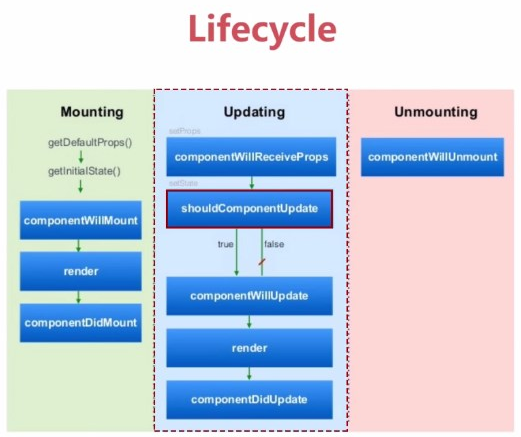 Lifecycle
Mounting
getDefaultProps()
getInitialState()
componentWillMount
render
componentDidMount
Updating
setProps
componentWillReceiveProps
setState
shouldComponentUpdate
true
false
componentWillUpdate
render
componentDidUpdate
Unmounting
componentWillUnmount